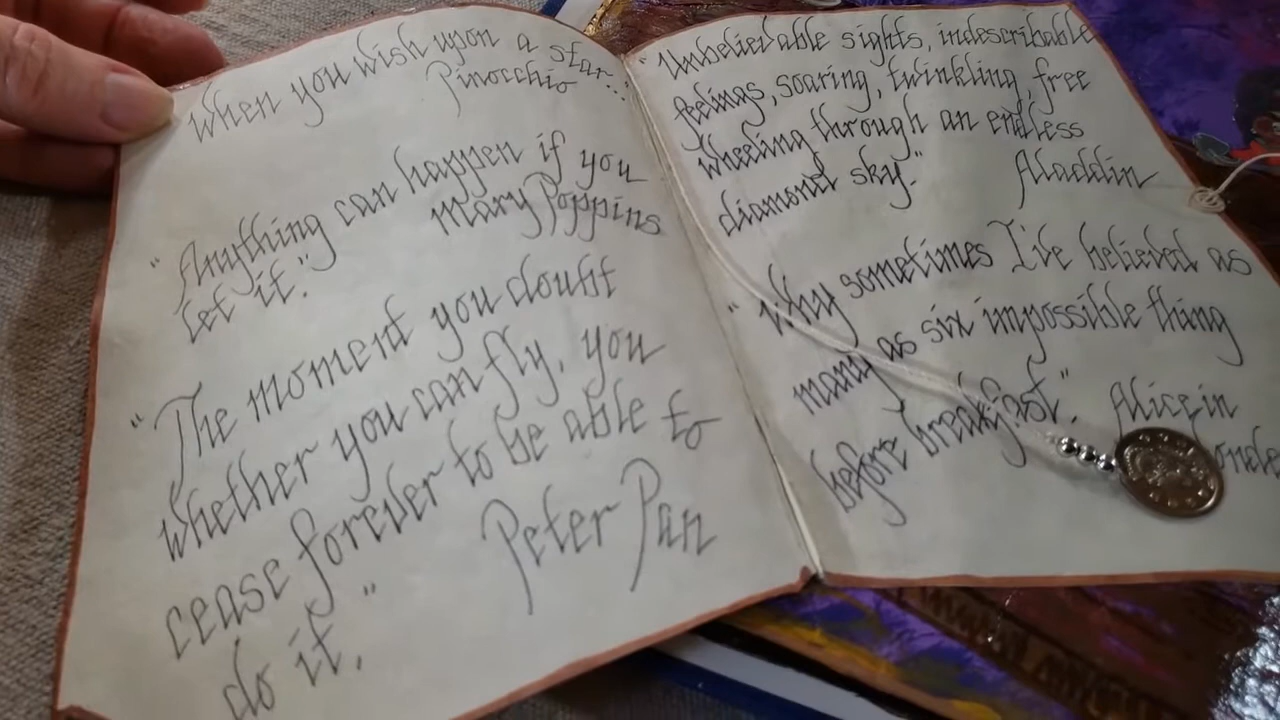 When you wish upon a star...
Pinocchio
"Anything can happen if you
let it."
Mary Poppins
"The moment you doubt
whether you can fly, you
cease forever to be able to
do it."
Peter Pan
"Unbelievable sights, indescribable
feelings, soaring, twinkling, free
wheeling through an endless
diamond sky."
Aladdin
"Why sometimes I've believed as
many as six impossible thing
before breakfast".
Alice in